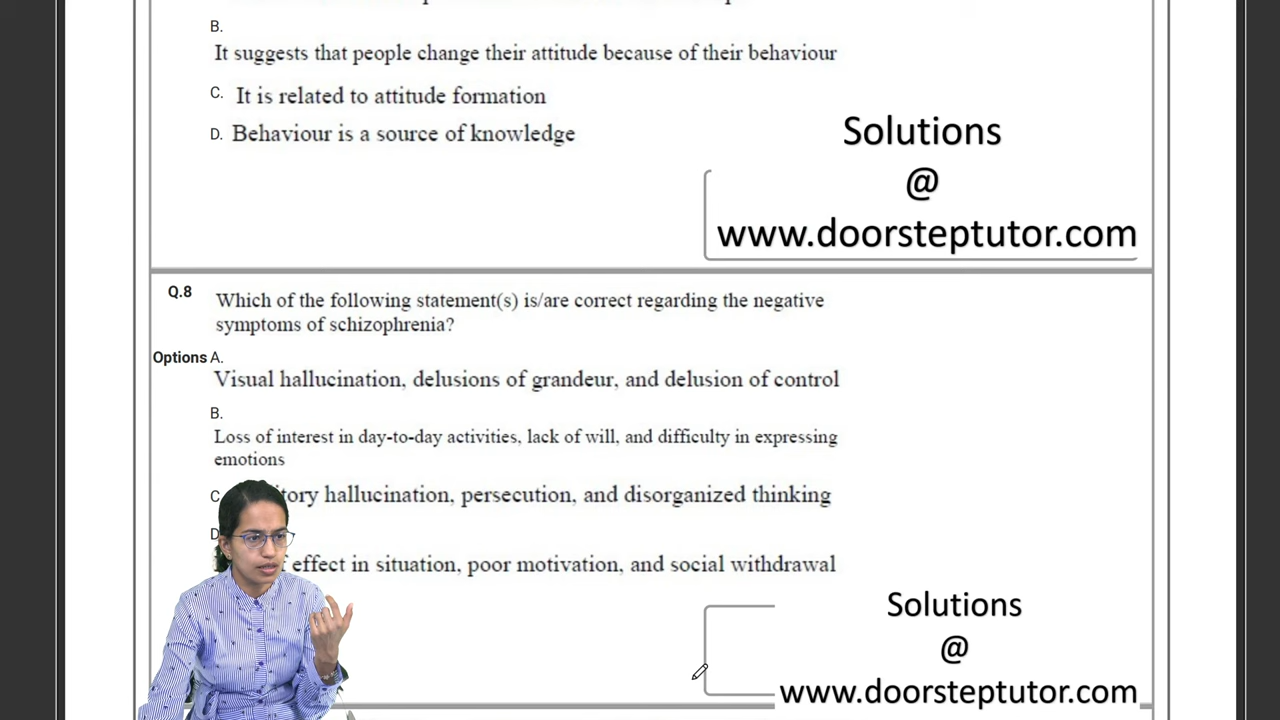 B.
It suggests that people change their attitude because of their behaviour
C. It is related to attitude formation
D. Behaviour is a source of knowledge
Solutions
@
www.doorsteptutor.com
Q.8 Which of the following statement(s) is/are correct regarding the negative
symptoms of schizophrenia?
Options A.
Visual hallucination, delusions of grandeur, and delusion of control
B.
Loss of interest in day-to-day activities, lack of will, and difficulty in expressing
emotions
C. hallucination, persecution, and disorganized thinking
D
effect in situation, poor motivation, and social withdrawal
Solutions
@
www.doorsteptutor.com